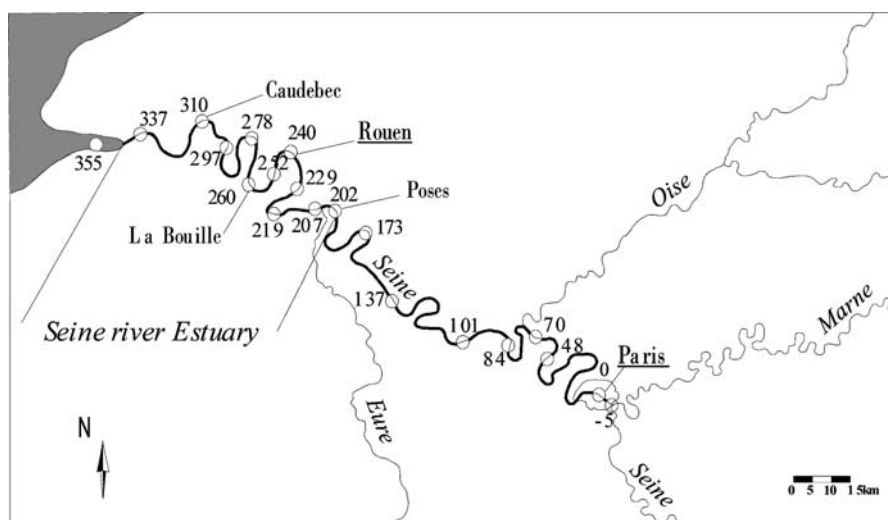 Caudebec
310
337
278
240
Rouen
355
297
252
229
260
202
Poses
La Bouille
219
207
173
Oise
Seine
137
Seine river Estuary
Marne
101
70
84
48
Paris
0
-5
Eure
N
Seine
0 5 10 15km